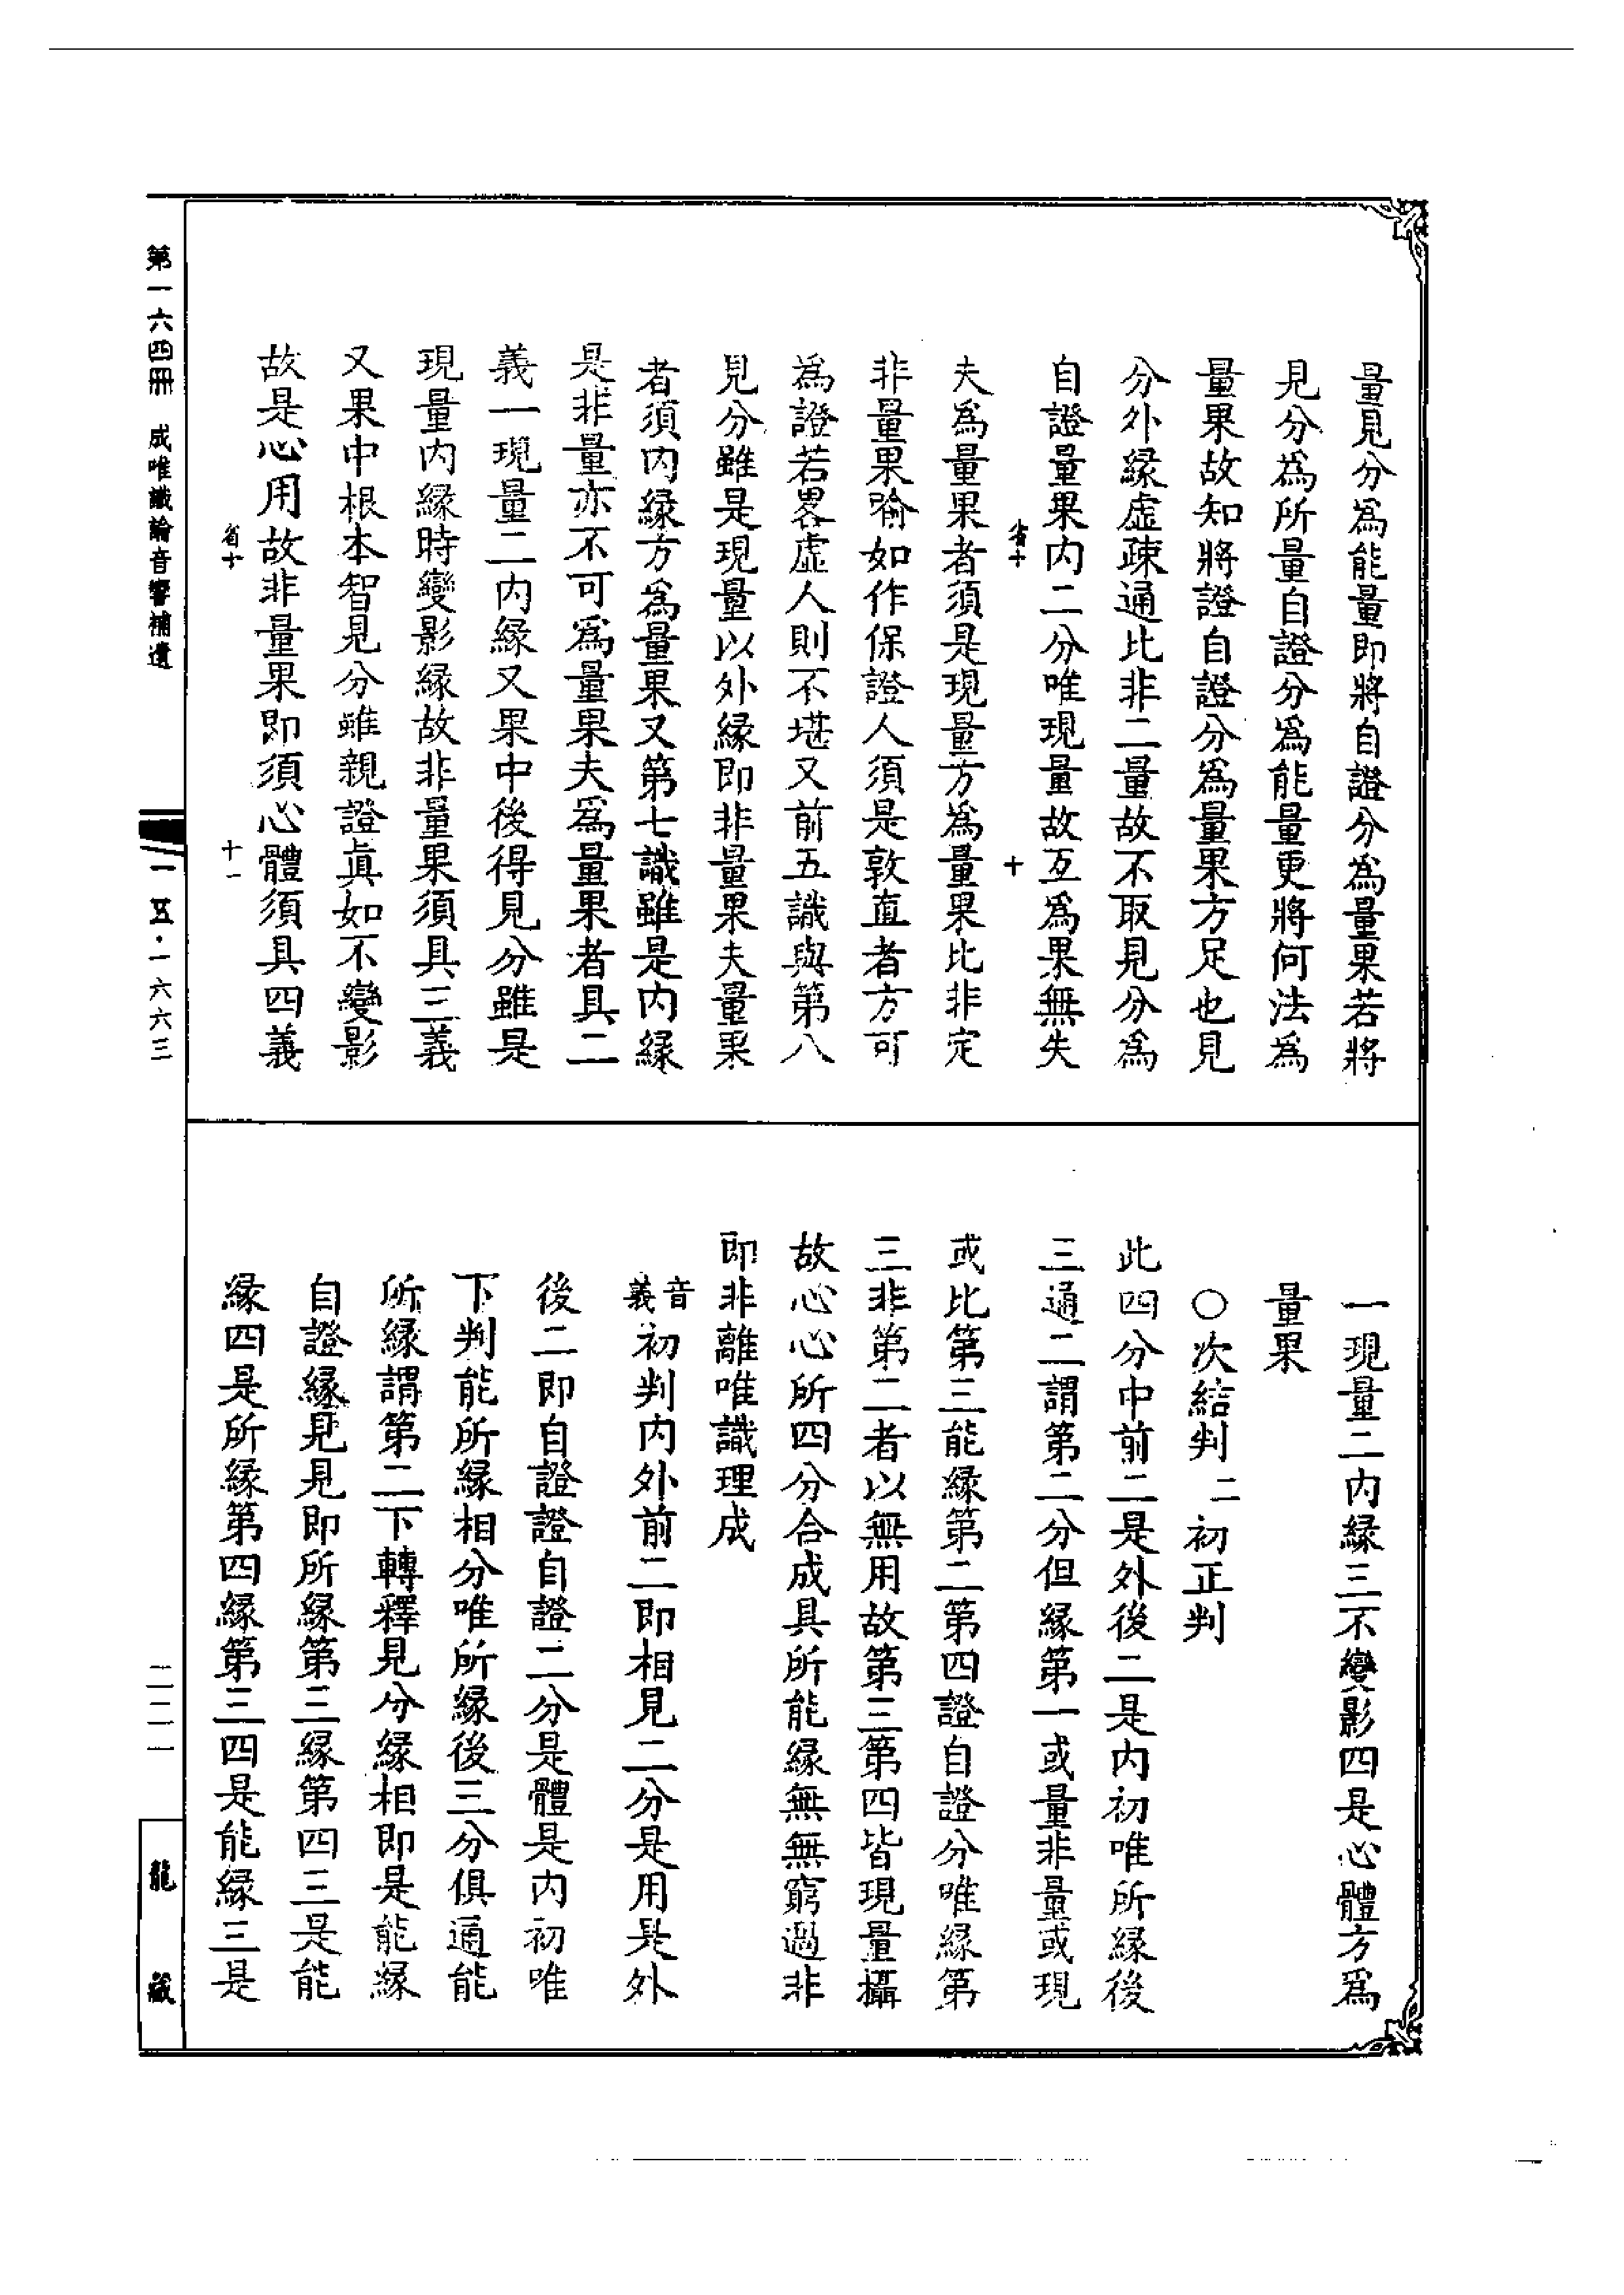 量見分為能量即將自證分為量果若將
見分為所量自證分為能量更將何法為
量果故知將證自證分為量果方足也見
分外緣虛疎通比非二量故不取見分為
自證量果內二分唯現量故互為果無失
省十
十
夫為量果者須是現量方為量果比非定
非量果喻如作保證人須是敦直者方可
為證若畧虛人則不堪又前五識與第八
見分雖是現量以外緣即非量果夫量果
者須內緣方為量果又第七識雖是內緣
是非量亦不可為量果夫為量果者具二
義一現量二內緣又果中後得見分雖是
現量內緣時變影緣故非量果須具三義
又果中根本智見分雖親證真如不變影
故是心用故非量果即須心體須具四義
省十
十一
一現量二內緣三不變影四是心體方為
量果
○次結判二初正判
此四分中前二是外後二是內初唯所緣後
三通二謂第二分但緣第一或量非量或現
或比第三能緣第二第四證自證分唯緣第
三非第二者以無用故第三第四皆現量攝
故心心所四分合成具所能緣無無窮過非
即非離唯識理成
音義初判內外前二即相見二分是用是外
後二即自證證自證二分是體是內初唯
下判能所緣相分唯所緣後三分俱通能
所緣謂第二下轉釋見分緣相即是能緣
自證緣見見即所緣第三緣第四三是能
緣四是所緣第四緣第三四是能緣三是
第一六四冊 成唯識論音響補遺
一五·一六六三
二二一
龍藏